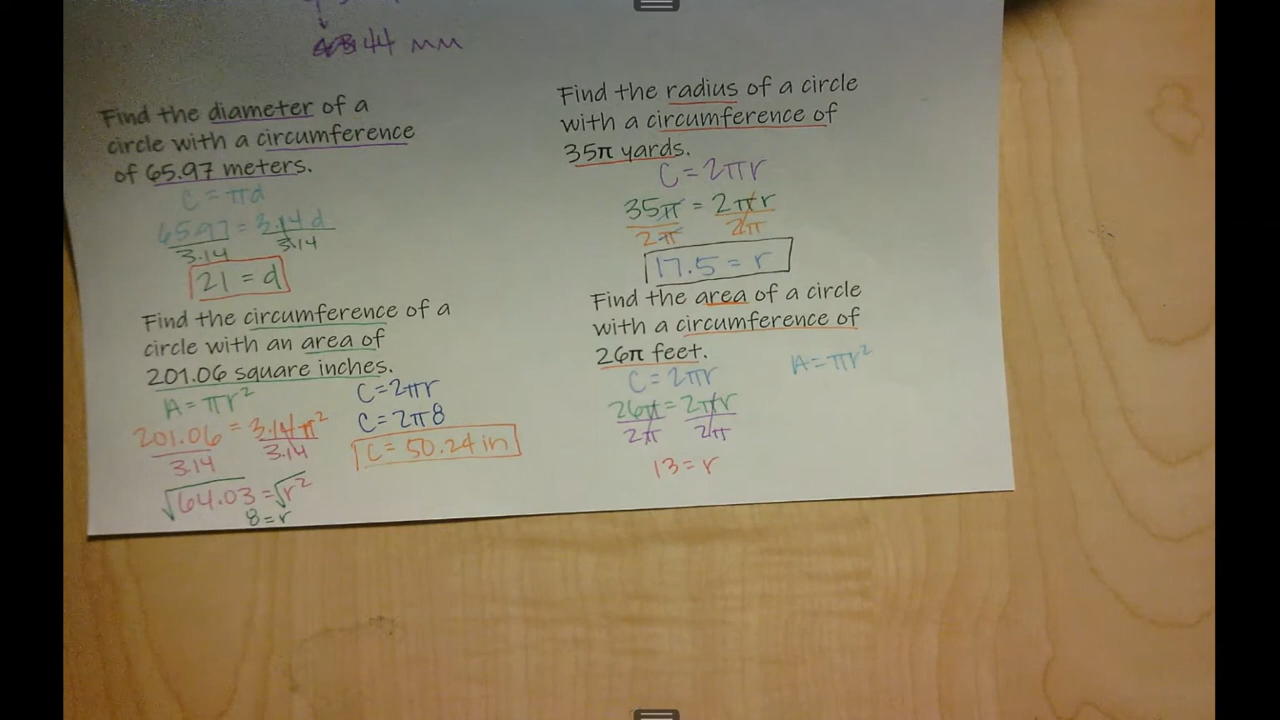 44 mm
Find the diameter of a
circle with a circumference
of 65.97 meters.
C = πd
65.97 = 3.14 d
3.14 3.14
21 = d
Find the radius of a circle
with a circumference of
35π yards.
C = 2πr
35π = 2πr
2π 2π
17.5 = r
Find the circumference of a
circle with an area of
201.06 square inches.
A = πr²
201.06 = 3.14 r²
3.14 3.14
√64.03 = √r²
8 = r
C = 2πr
C = 2π8
C = 50.24 in
Find the area of a circle
with a circumference of
26π feet.
C = 2πr
26π = 2πr
2π 2π
13 = r
A = πr²